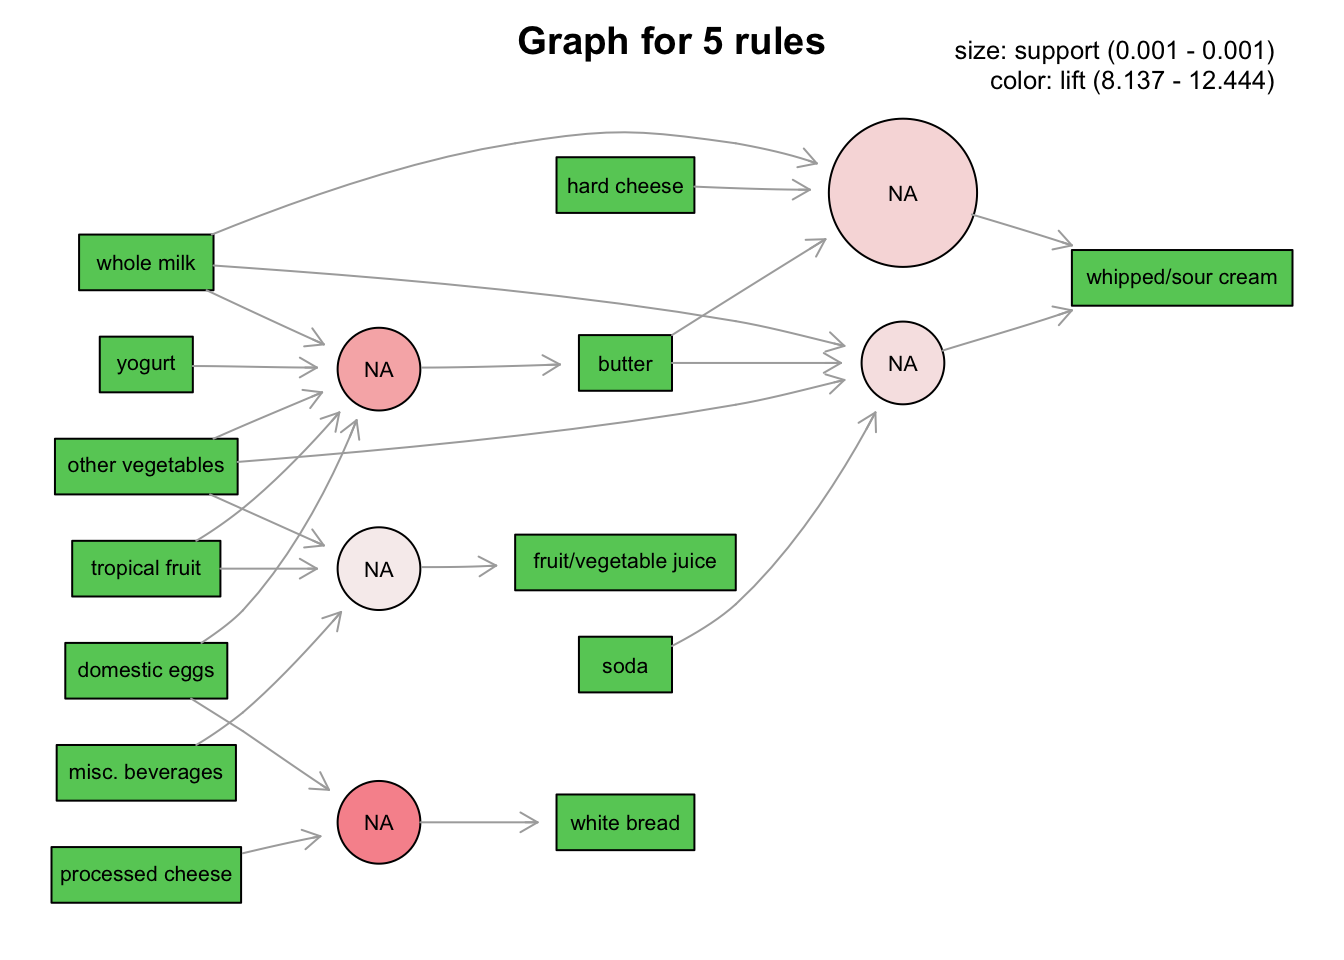 Graph for 5 rules
size: support (0.001 - 0.001)
color: lift (8.137 - 12.444)
hard cheese
NA
whole milk
whipped/sour cream
yogurt
NA
butter
NA
other vegetables
tropical fruit
NA
fruit/vegetable juice
domestic eggs
soda
misc. beverages
NA
white bread
processed cheese